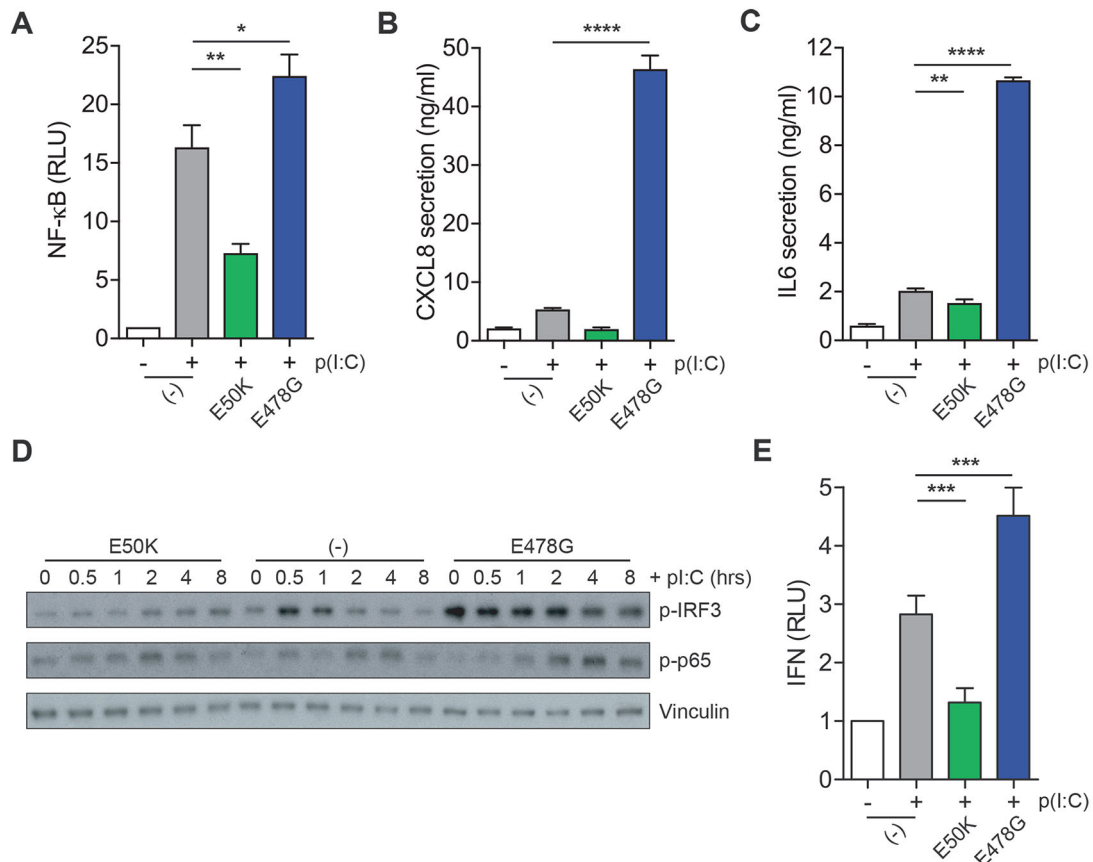 A
NF-κB (RLU)
25
20
15
10
5
0
*
**
- + + + p(I:C)
(-) E50K E478G
B
CXCL8 secretion (ng/ml)
50
40
30
20
10
0
****
- + + + p(I:C)
(-) E50K E478G
C
IL6 secretion (ng/ml)
12
10
8
6
4
2
0
****
**
- + + + p(I:C)
(-) E50K E478G
D
E50K (-) E478G
0 0.5 1 2 4 8 0 0.5 1 2 4 8 0 0.5 1 2 4 8 + pI:C (hrs)
p-IRF3
p-p65
Vinculin
E
IFN (RLU)
5
4
3
2
1
0
***
***
- + + + p(I:C)
(-) E50K E478G